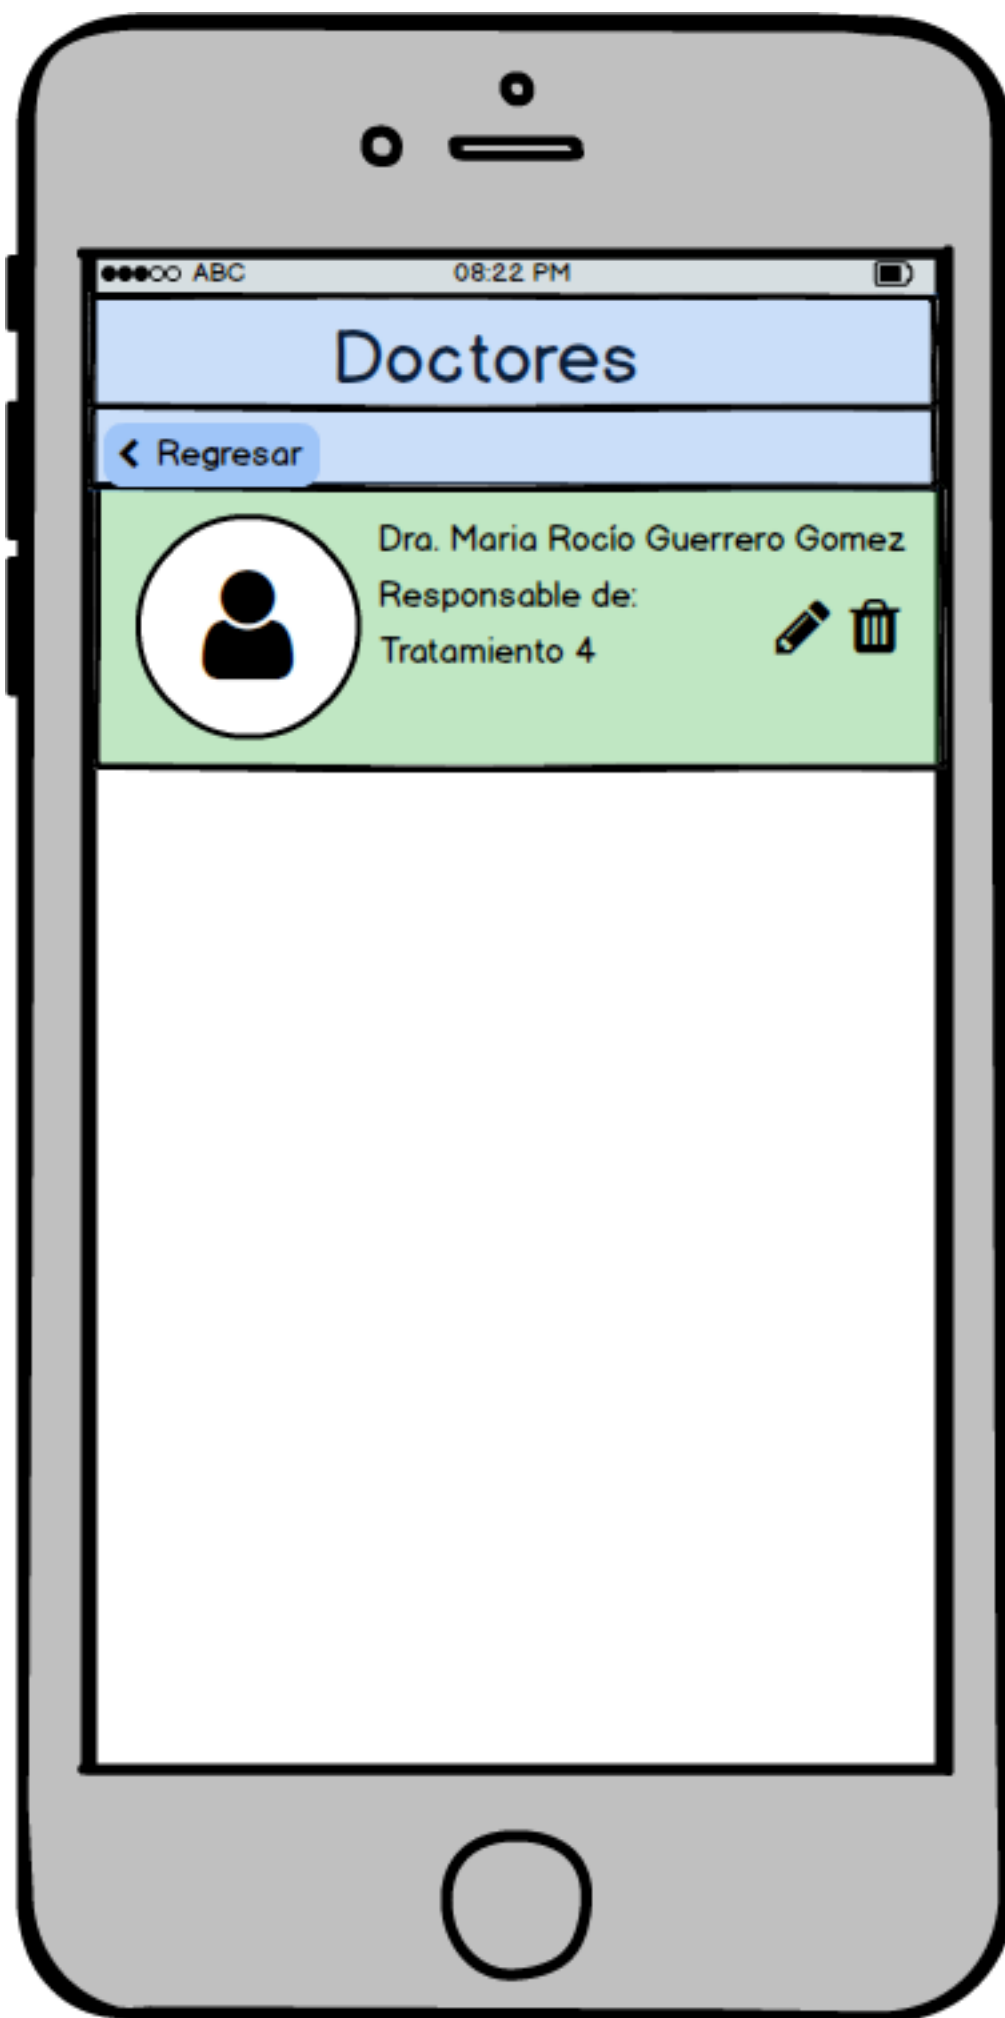 ABC 08:22 PM
Doctores
Regresar
Dra. Maria Rocío Guerrero Gomez
Responsable de:
Tratamiento 4